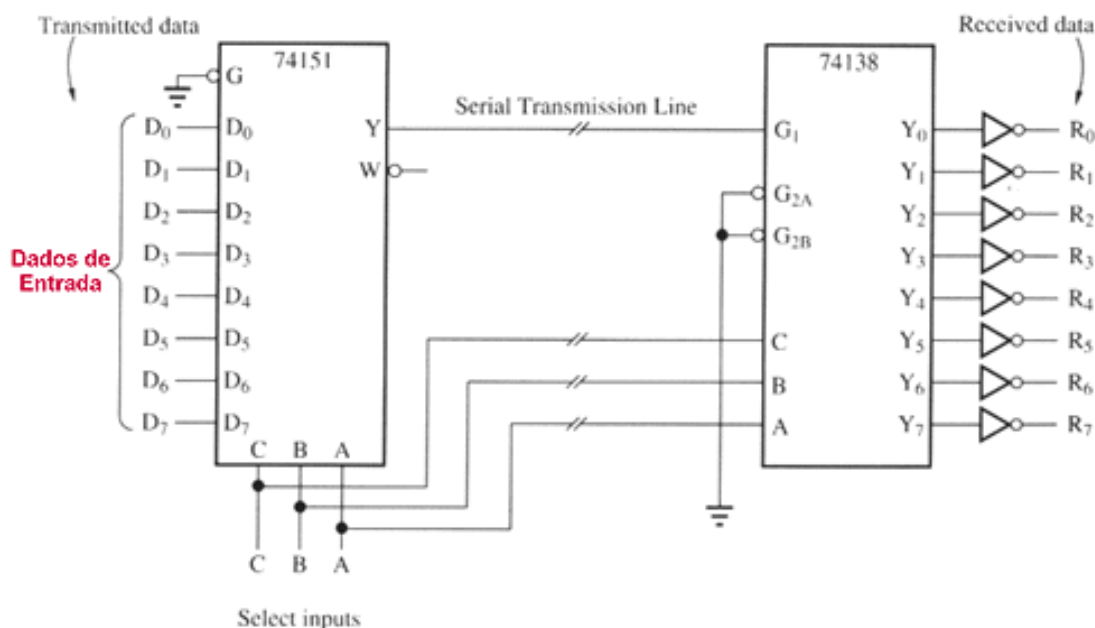 Transmitted data
Received data
74151
74138
G
Serial Transmission Line
D₀ D₀ Y G₁ Y₀ R₀
D₁ D₁ W Y₁ R₁
G₂A
D₂ D₂ Y₂ R₂
G₂B
D₃ D₃ Y₃ R₃
Dados de
Entrada
D₄ D₄ Y₄ R₄
D₅ D₅ C Y₅ R₅
D₆ D₆ B Y₆ R₆
D₇ D₇ A Y₇ R₇
C B A
C B A
Select inputs